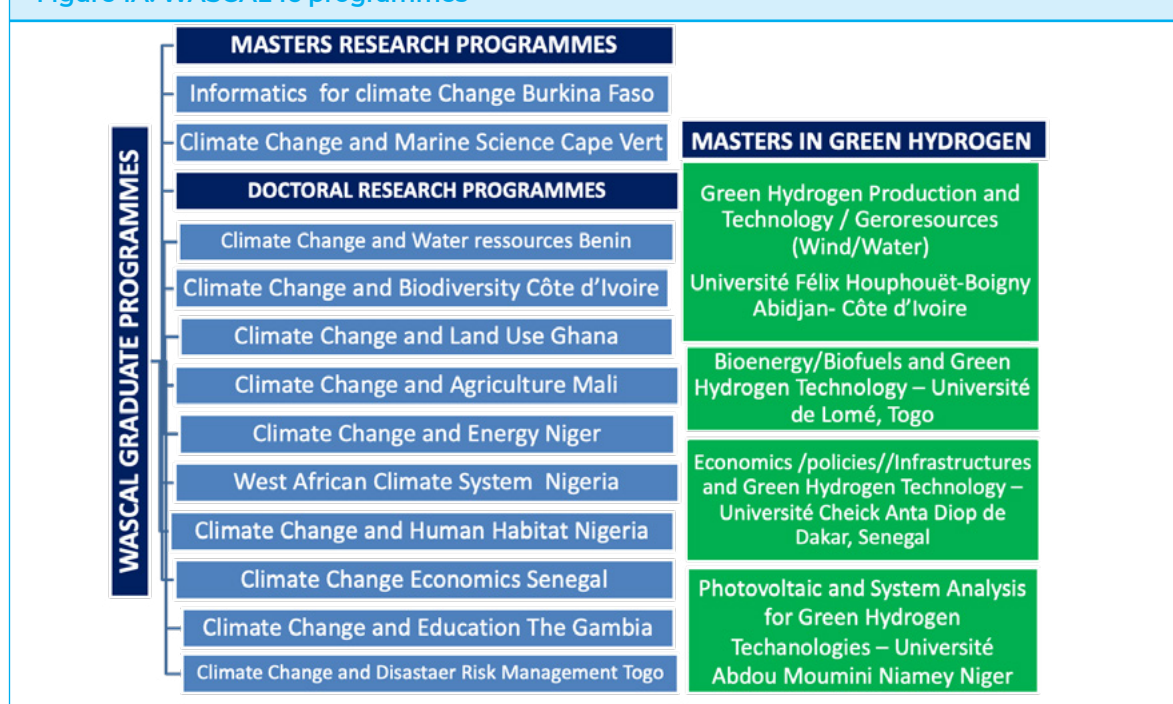 WASCAL GRADUATE PROGRAMMES
MASTERS RESEARCH PROGRAMMES
Informatics for climate Change Burkina Faso
Climate Change and Marine Science Cape Vert
DOCTORAL RESEARCH PROGRAMMES
Climate Change and Water ressources Benin
Climate Change and Biodiversity Côte d'Ivoire
Climate Change and Land Use Ghana
Climate Change and Agriculture Mali
Climate Change and Energy Niger
West African Climate System Nigeria
Climate Change and Human Habitat Nigeria
Climate Change Economics Senegal
Climate Change and Education The Gambia
Climate Change and Disastaer Risk Management Togo
MASTERS IN GREEN HYDROGEN
Green Hydrogen Production and
Technology / Geroresources
(Wind/Water)
Université Félix Houphouët-Boigny
Abidjan- Côte d'Ivoire
Bioenergy/Biofuels and Green
Hydrogen Technology – Université
de Lomé, Togo
Economics /policies//Infrastructures
and Green Hydrogen Technology –
Université Cheick Anta Diop de
Dakar, Senegal
Photovoltaic and System Analysis
for Green Hydrogen
Techanologies – Université
Abdou Moumini Niamey Niger